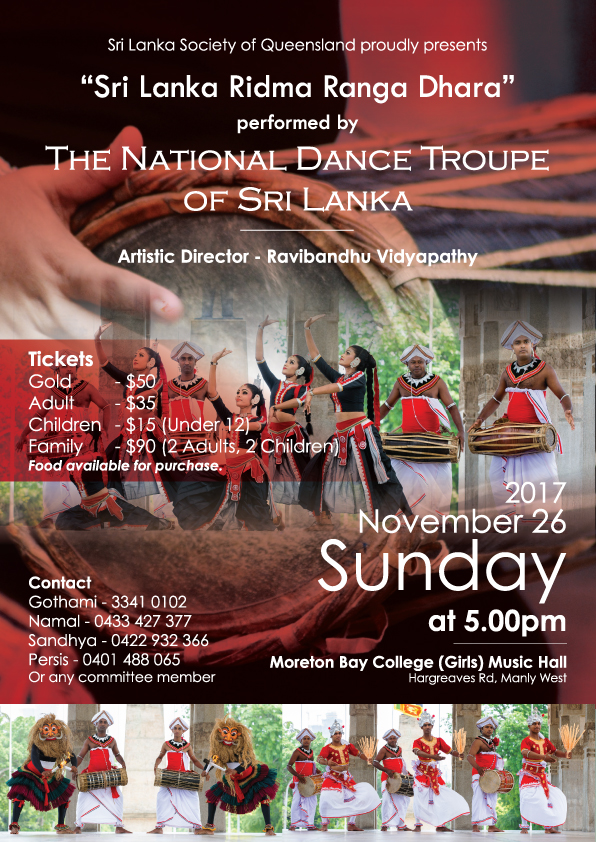 Sri Lanka Society of Queensland proudly presents
“Sri Lanka Ridma Ranga Dhara”
performed by
The National Dance Troupe
of Sri Lanka
Artistic Director - Ravibandhu Vidyapathy
Tickets
Gold - $50
Adult - $35
Children - $15 (Under 12)
Family - $90 (2 Adults, 2 Children)
Food available for purchase.
2017
November 26
Sunday
at 5.00pm
Contact
Gothami - 3341 0102
Namal - 0433 427 377
Sandhya - 0422 932 366
Persis - 0401 488 065
Or any committee member
Moreton Bay College (Girls) Music Hall
Hargreaves Rd, Manly West